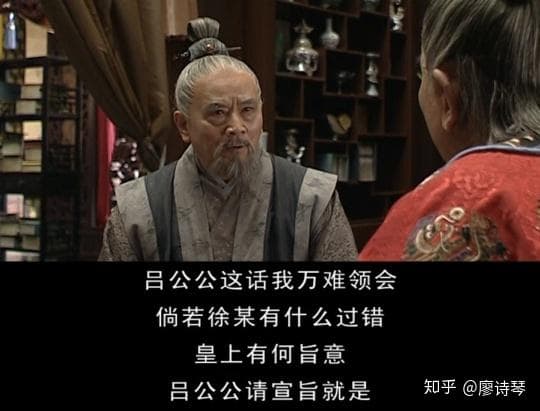 吕公公这话我万难领会
倘若徐某有什么过错
皇上有何旨意
吕公公请宣旨就是
知乎 @廖诗琴